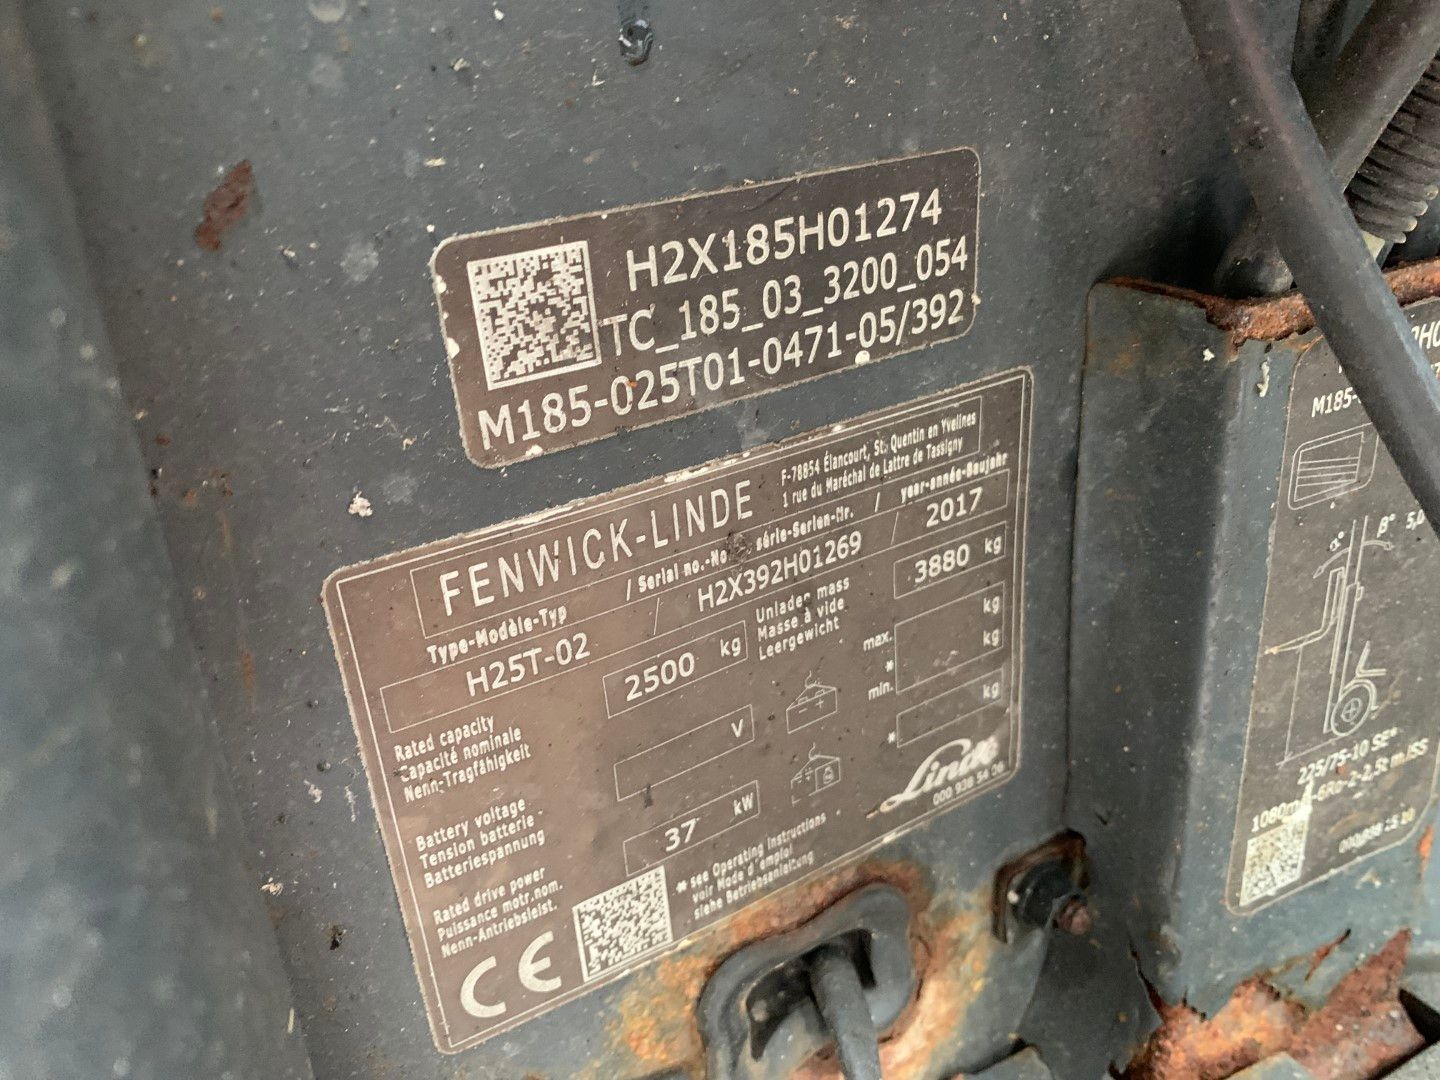 H2X185H01274
TC_185_03_3200_054
M185-025T01-0471-05/392
FENWICK-LINDE
F-78854 Élancourt, St. Quentin en Yvelines
1 rue du Maréchal de Lattre de Tassigny
Type-Modèle-Typ / Serial no.-No. série-Serien-Nr. / year-année-Baujahr
H25T-02 / H2X392H01269 / 2017
Rated capacity
Capacité nominale
Nenn-Tragfähigkeit
2500 kg
Unladen mass
Masse à vide
Leergewicht
3880 kg
Battery voltage
Tension batterie
Batteriespannung
V
max. kg
* kg
min.
* kg
Rated drive power
Puissance motr.nom.
Nenn-Antriebsleist.
37 kW
* see Operating Instructions
voir Mode d'emploi
siehe Betriebsanleitung
Linde
CE
M185-
β° 5,0
225/75-10 SE*